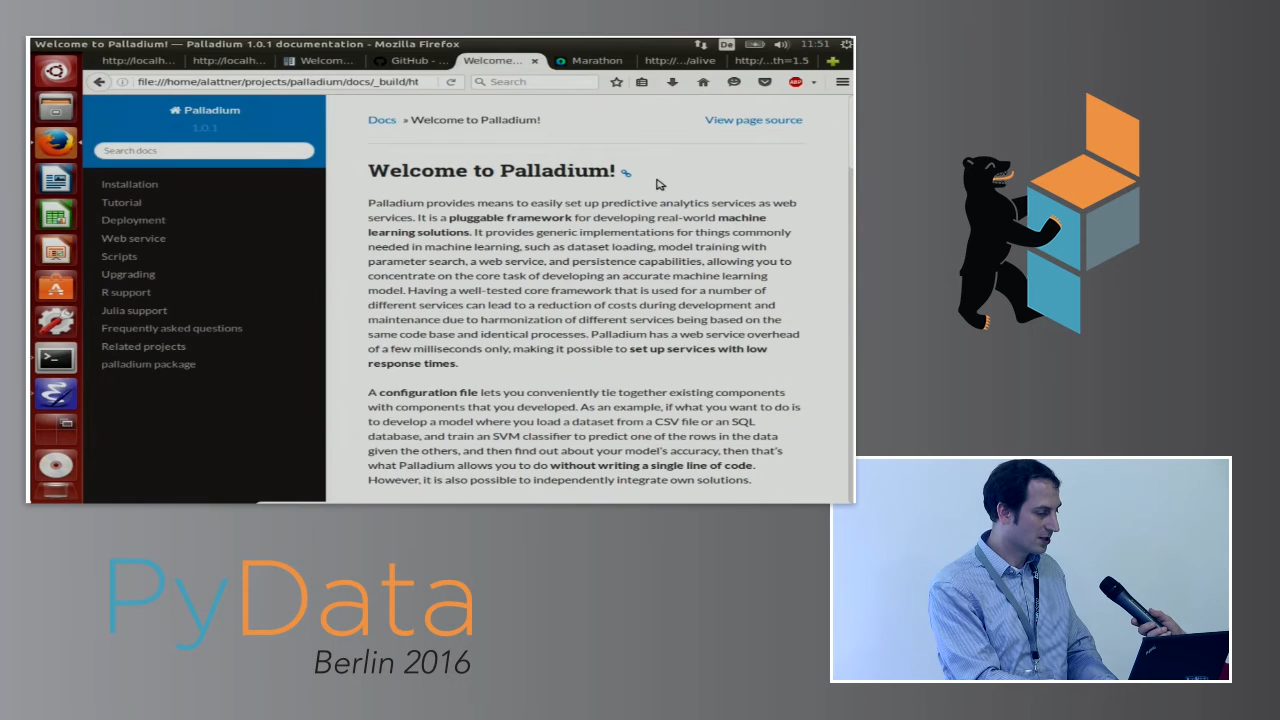 Welcome to Palladium! — Palladium 1.0.1 documentation - Mozilla Firefox
De
11:51
http://localh...
http://localh...
Welcom...
GitHub - ...
Welcome...
Marathon
http://.../alive
http:/...th=1.5
file:///home/alattner/projects/palladium/docs/_build/ht
Search
ABP
Palladium
1.0.1
Search docs
Installation
Tutorial
Deployment
Web service
Scripts
Upgrading
R support
Julia support
Frequently asked questions
Related projects
palladium package
Docs » Welcome to Palladium!
View page source
Welcome to Palladium!
Palladium provides means to easily set up predictive analytics services as web
services. It is a pluggable framework for developing real-world machine
learning solutions. It provides generic implementations for things commonly
needed in machine learning, such as dataset loading, model training with
parameter search, a web service, and persistence capabilities, allowing you to
concentrate on the core task of developing an accurate machine learning
model. Having a well-tested core framework that is used for a number of
different services can lead to a reduction of costs during development and
maintenance due to harmonization of different services being based on the
same code base and identical processes. Palladium has a web service overhead
of a few milliseconds only, making it possible to set up services with low
response times.
A configuration file lets you conveniently tie together existing components
with components that you developed. As an example, if what you want to do is
to develop a model where you load a dataset from a CSV file or an SQL
database, and train an SVM classifier to predict one of the rows in the data
given the others, and then find out about your model's accuracy, then that's
what Palladium allows you to do without writing a single line of code.
However, it is also possible to independently integrate own solutions.
PyData
Berlin 2016